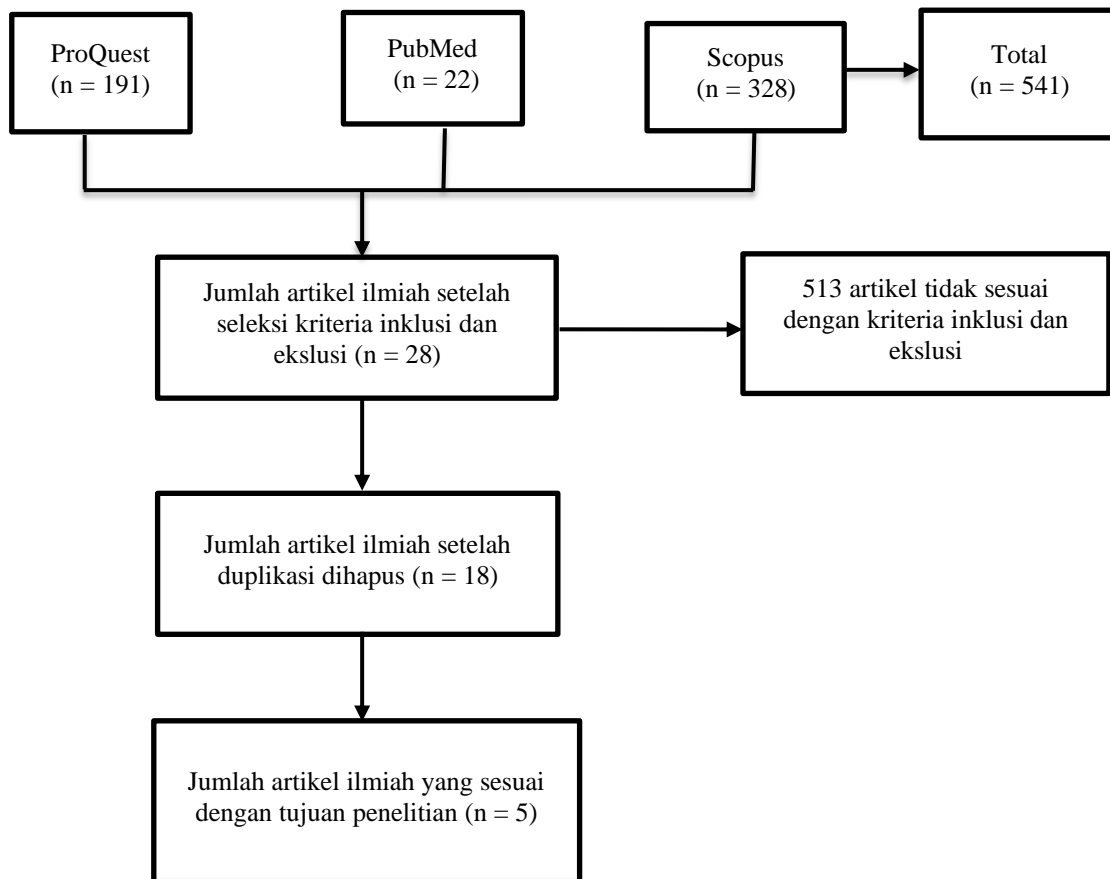 ProQuest
(n = 191)
PubMed
(n = 22)
Scopus
(n = 328)
Total
(n = 541)
Jumlah artikel ilmiah setelah
seleksi kriteria inklusi dan
ekslusi (n = 28)
513 artikel tidak sesuai
dengan kriteria inklusi dan
ekslusi
Jumlah artikel ilmiah setelah
duplikasi dihapus (n = 18)
Jumlah artikel ilmiah yang sesuai
dengan tujuan penelitian (n = 5)